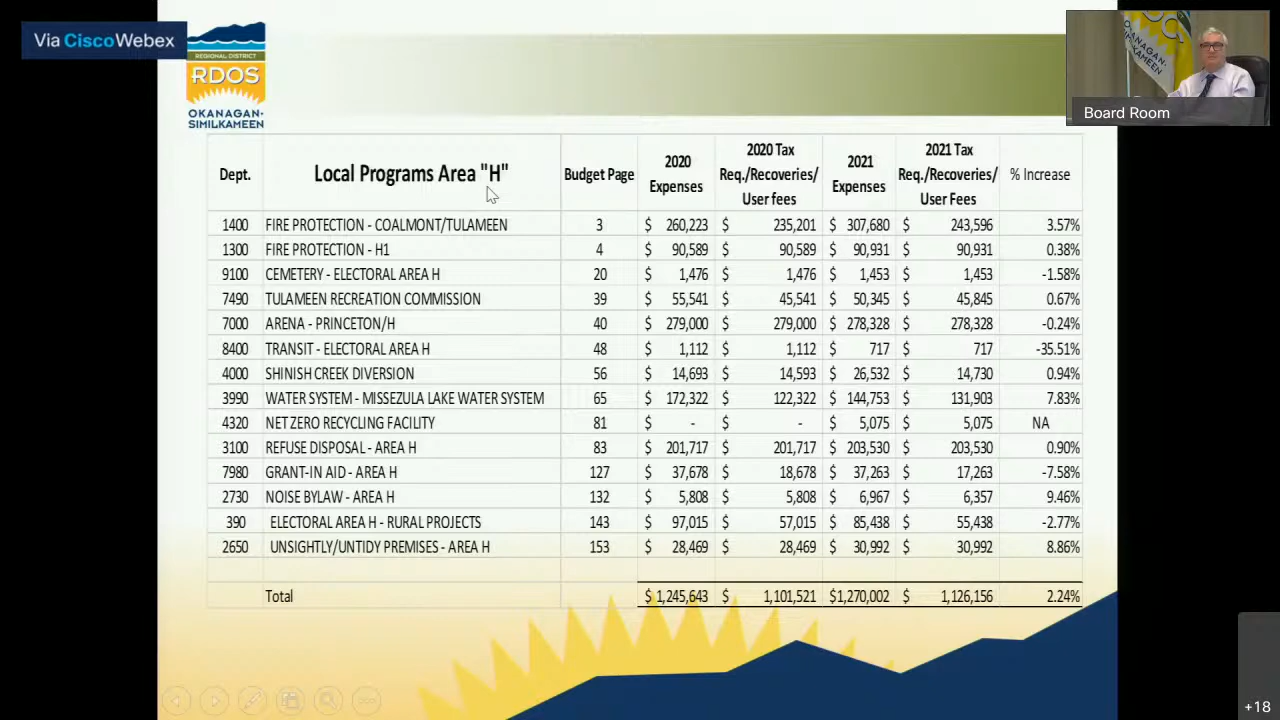 Via CiscoWebex
REGIONAL DISTRICT
RDOS
OKANAGAN-
SIMILKAMEEN
OKANAGAN-
SIMILKAMEEN
Board Room
Dept. Local Programs Area "H" Budget Page 2020 Expenses 2020 Tax Req./Recoveries/ User fees 2021 Expenses 2021 Tax Req./Recoveries/ User Fees % Increase
1400 FIRE PROTECTION - COALMONT/TULAMEEN 3 $ 260,223 $ 235,201 $ 307,680 $ 243,596 3.57%
1300 FIRE PROTECTION - H1 4 $ 90,589 $ 90,589 $ 90,931 $ 90,931 0.38%
9100 CEMETERY - ELECTORAL AREA H 20 $ 1,476 $ 1,476 $ 1,453 $ 1,453 -1.58%
7490 TULAMEEN RECREATION COMMISSION 39 $ 55,541 $ 45,541 $ 50,345 $ 45,845 0.67%
7000 ARENA - PRINCETON/H 40 $ 279,000 $ 279,000 $ 278,328 $ 278,328 -0.24%
8400 TRANSIT - ELECTORAL AREA H 48 $ 1,112 $ 1,112 $ 717 $ 717 -35.51%
4000 SHINISH CREEK DIVERSION 56 $ 14,693 $ 14,593 $ 26,532 $ 14,730 0.94%
3990 WATER SYSTEM - MISSEZULA LAKE WATER SYSTEM 65 $ 172,322 $ 122,322 $ 144,753 $ 131,903 7.83%
4320 NET ZERO RECYCLING FACILITY 81 $ - $ - $ 5,075 $ 5,075 NA
3100 REFUSE DISPOSAL - AREA H 83 $ 201,717 $ 201,717 $ 203,530 $ 203,530 0.90%
7980 GRANT-IN AID - AREA H 127 $ 37,678 $ 18,678 $ 37,263 $ 17,263 -7.58%
2730 NOISE BYLAW - AREA H 132 $ 5,808 $ 5,808 $ 6,967 $ 6,357 9.46%
390 ELECTORAL AREA H - RURAL PROJECTS 143 $ 97,015 $ 57,015 $ 85,438 $ 55,438 -2.77%
2650 UNSIGHTLY/UNTIDY PREMISES - AREA H 153 $ 28,469 $ 28,469 $ 30,992 $ 30,992 8.86%
Total $ 1,245,643 $ 1,101,521 $1,270,002 $ 1,126,156 2.24%
+18